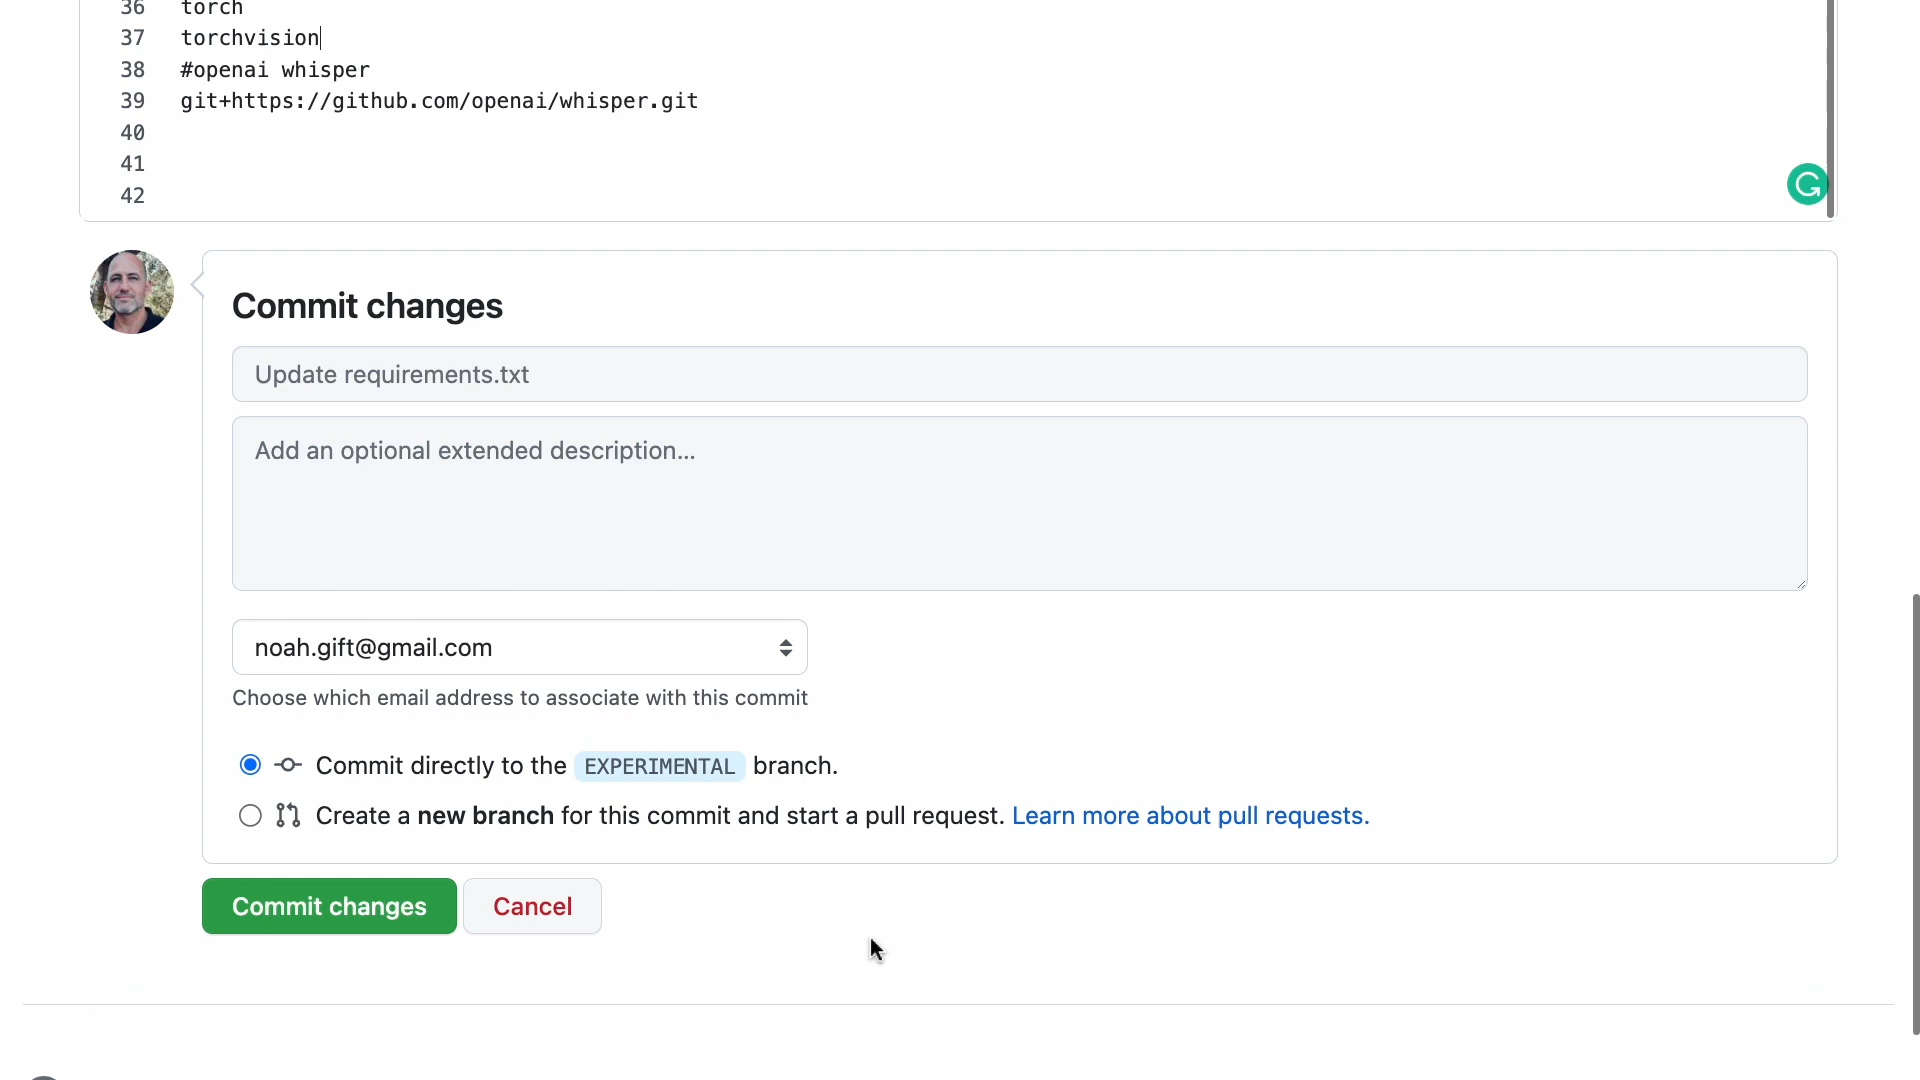 36 torch
37 torchvision
38 #openai whisper
39 git+https://github.com/openai/whisper.git
40
41
42
G
Commit changes
Update requirements.txt
Add an optional extended description...
noah.gift@gmail.com
Choose which email address to associate with this commit
Commit directly to the EXPERIMENTAL branch.
Create a new branch for this commit and start a pull request. Learn more about pull requests.
Commit changes Cancel